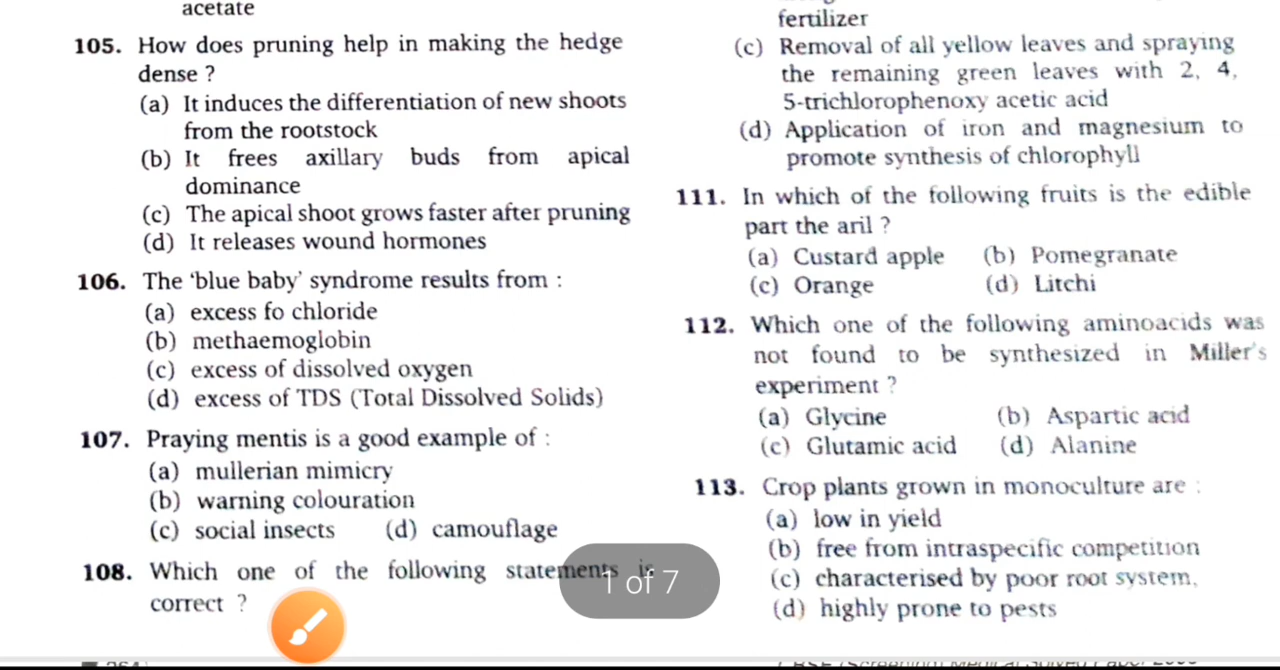 acetate
105. How does pruning help in making the hedge
dense ?
(a) It induces the differentiation of new shoots
from the rootstock
(b) It frees axillary buds from apical
dominance
(c) The apical shoot grows faster after pruning
(d) It releases wound hormones
106. The ‘blue baby’ syndrome results from :
(a) excess fo chloride
(b) methaemoglobin
(c) excess of dissolved oxygen
(d) excess of TDS (Total Dissolved Solids)
107. Praying mentis is a good example of :
(a) mullerian mimicry
(b) warning colouration
(c) social insects (d) camouflage
108. Which one of the following statements is
correct ?
fertilizer
(c) Removal of all yellow leaves and spraying
the remaining green leaves with 2, 4,
5-trichlorophenoxy acetic acid
(d) Application of iron and magnesium to
promote synthesis of chlorophyll
111. In which of the following fruits is the edible
part the aril ?
(a) Custard apple (b) Pomegranate
(c) Orange (d) Litchi
112. Which one of the following aminoacids was
not found to be synthesized in Miller's
experiment ?
(a) Glycine (b) Aspartic acid
(c) Glutamic acid (d) Alanine
113. Crop plants grown in monoculture are :
(a) low in yield
(b) free from intraspecific competition
(c) characterised by poor root system,
(d) highly prone to pests
1 of 7